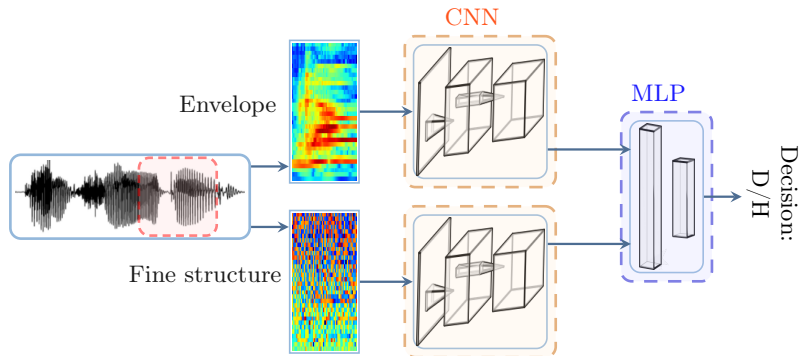 CNN
Envelope
MLP
Decision:
D/H
Fine structure